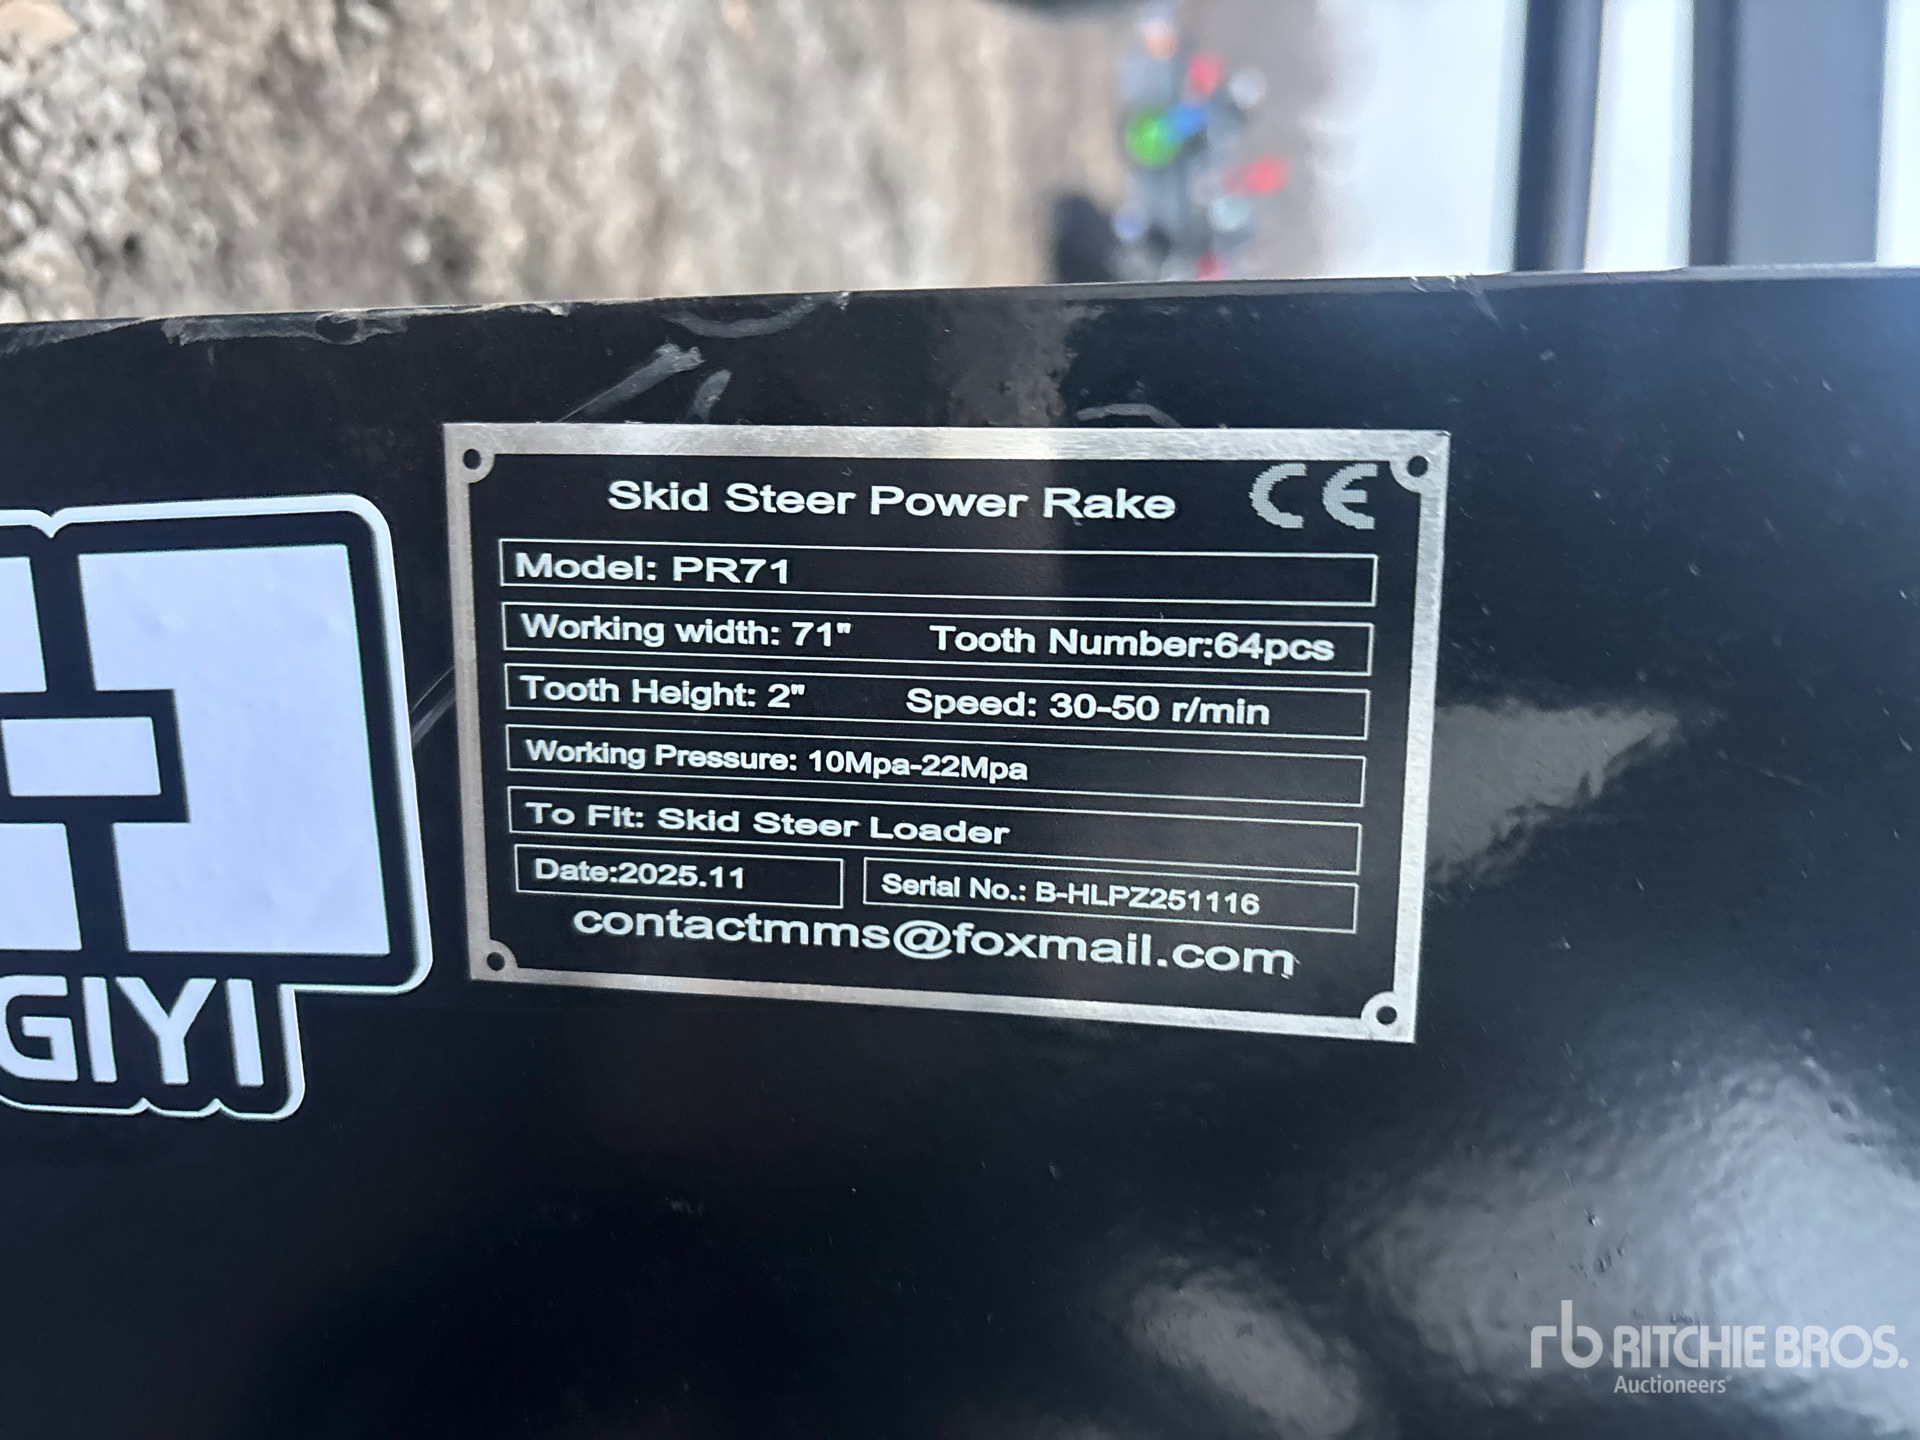 Skid Steer Power Rake CE
Model: PR71
Working width: 71" Tooth Number:64pcs
Tooth Height: 2" Speed: 30-50 r/min
Working Pressure: 10Mpa-22Mpa
To Fit: Skid Steer Loader
Date:2025.11 Serial No.: B-HLPZ251116
contactmms@foxmail.com
GIYI
rb RITCHIE BROS.
Auctioneers